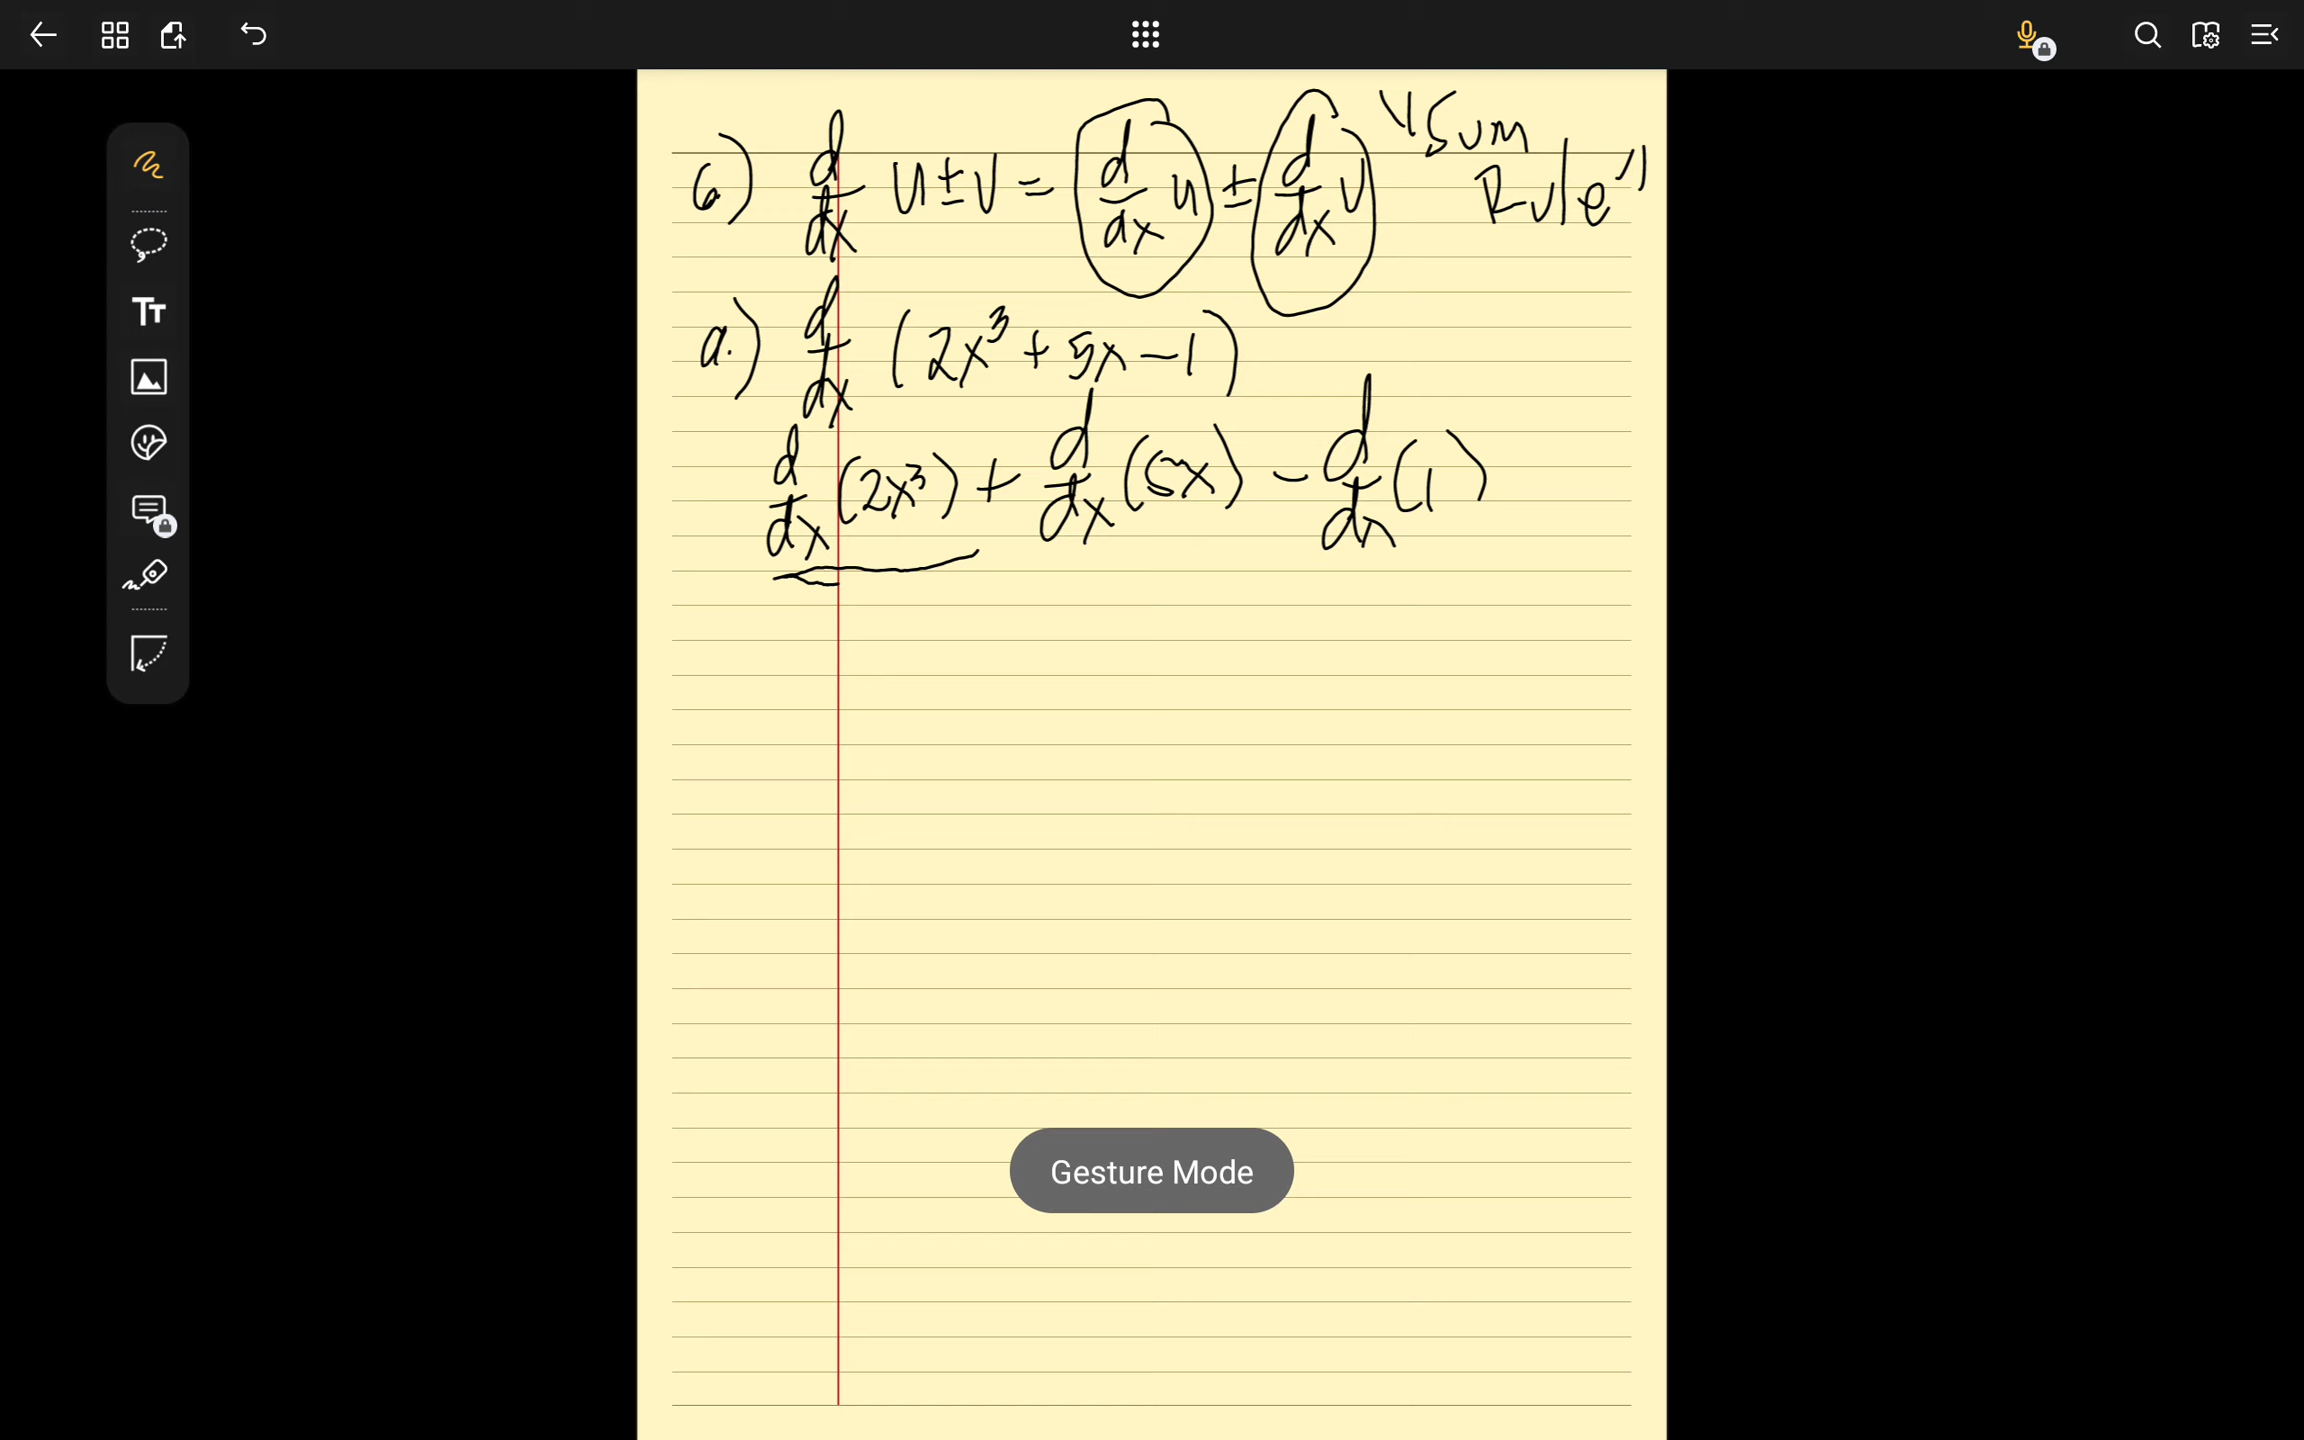 6.) d/dx u ± v = d/dx u ± d/dx v "Sum Rule"
a.) d/dx (2x³ + 5x − 1)
d/dx (2x³) + d/dx (5x) − d/dx (1)
Gesture Mode